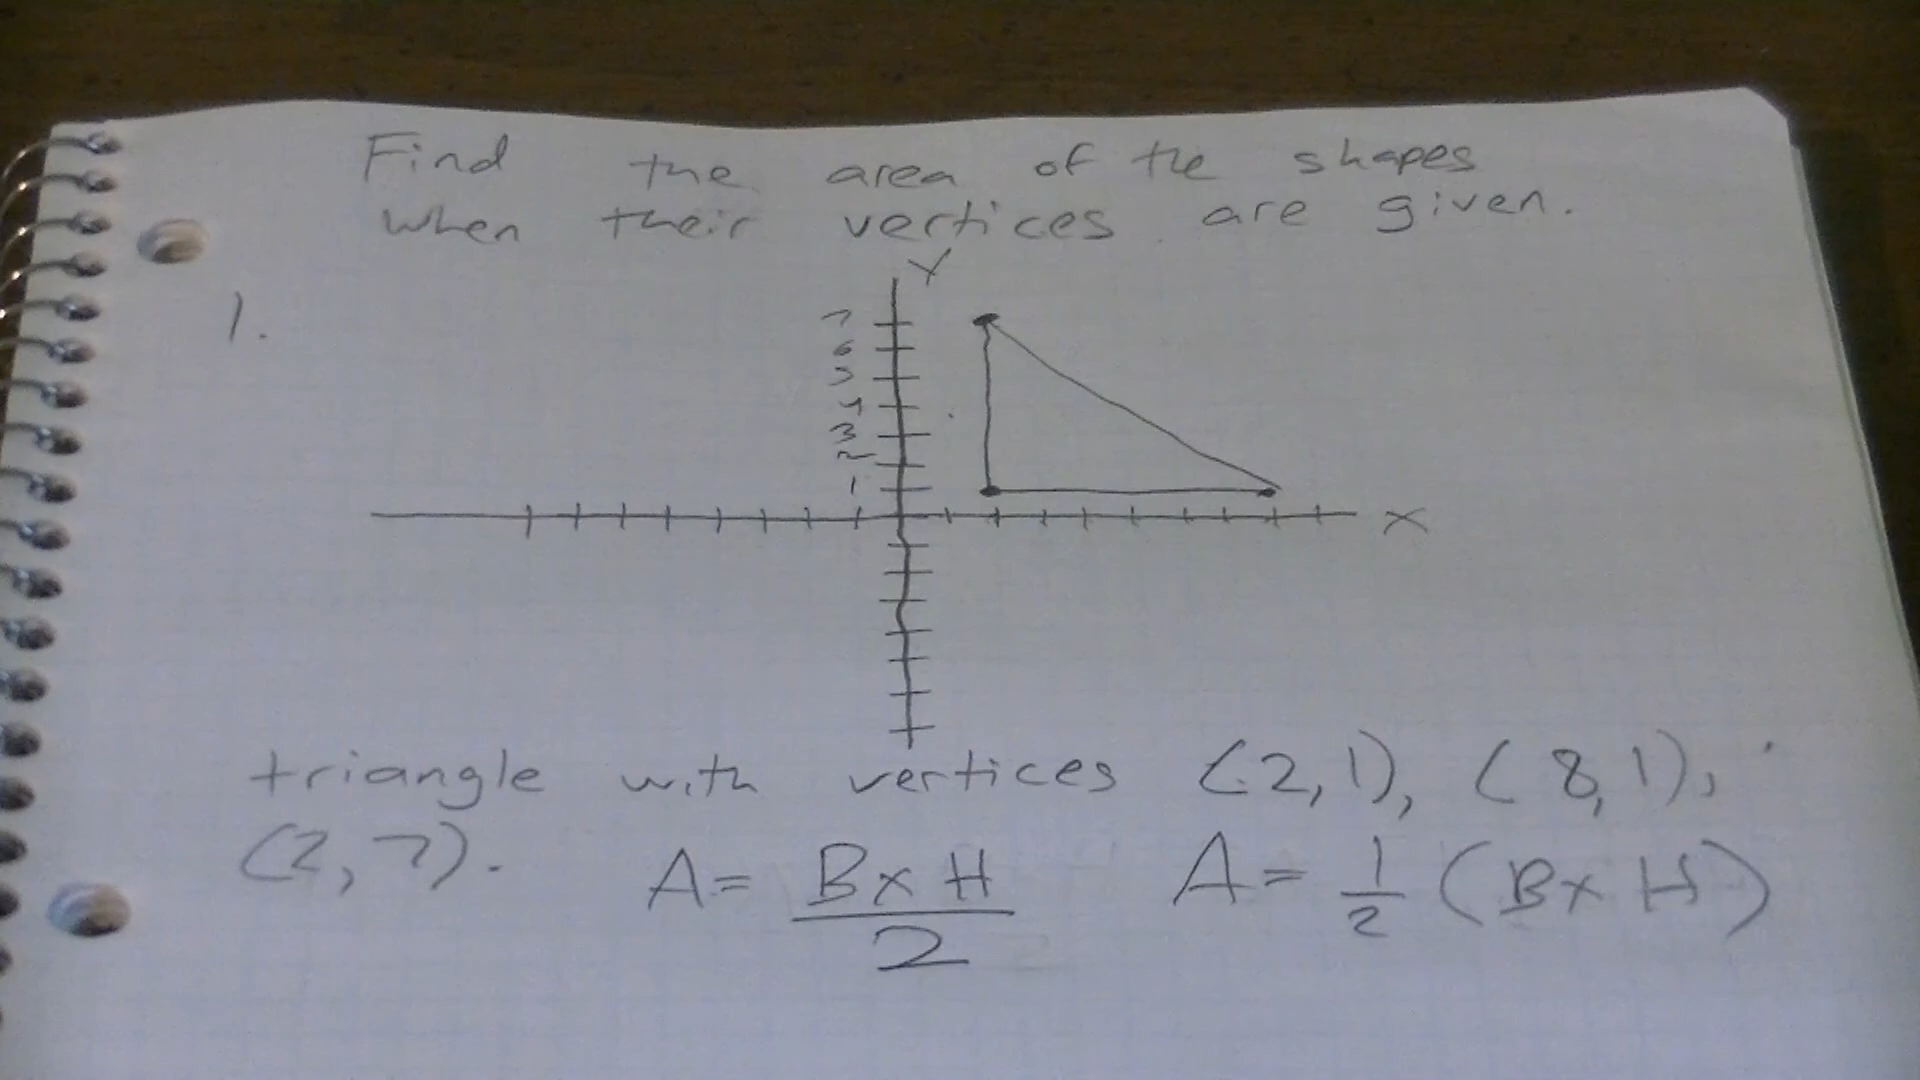 Find the area of the shapes
when their vertices are given.
Y
1.
7
6
5
4
3
2
1
X
triangle with vertices (2,1), (8,1),
(2,7). A = B x H / 2 A = 1/2 (B x H)